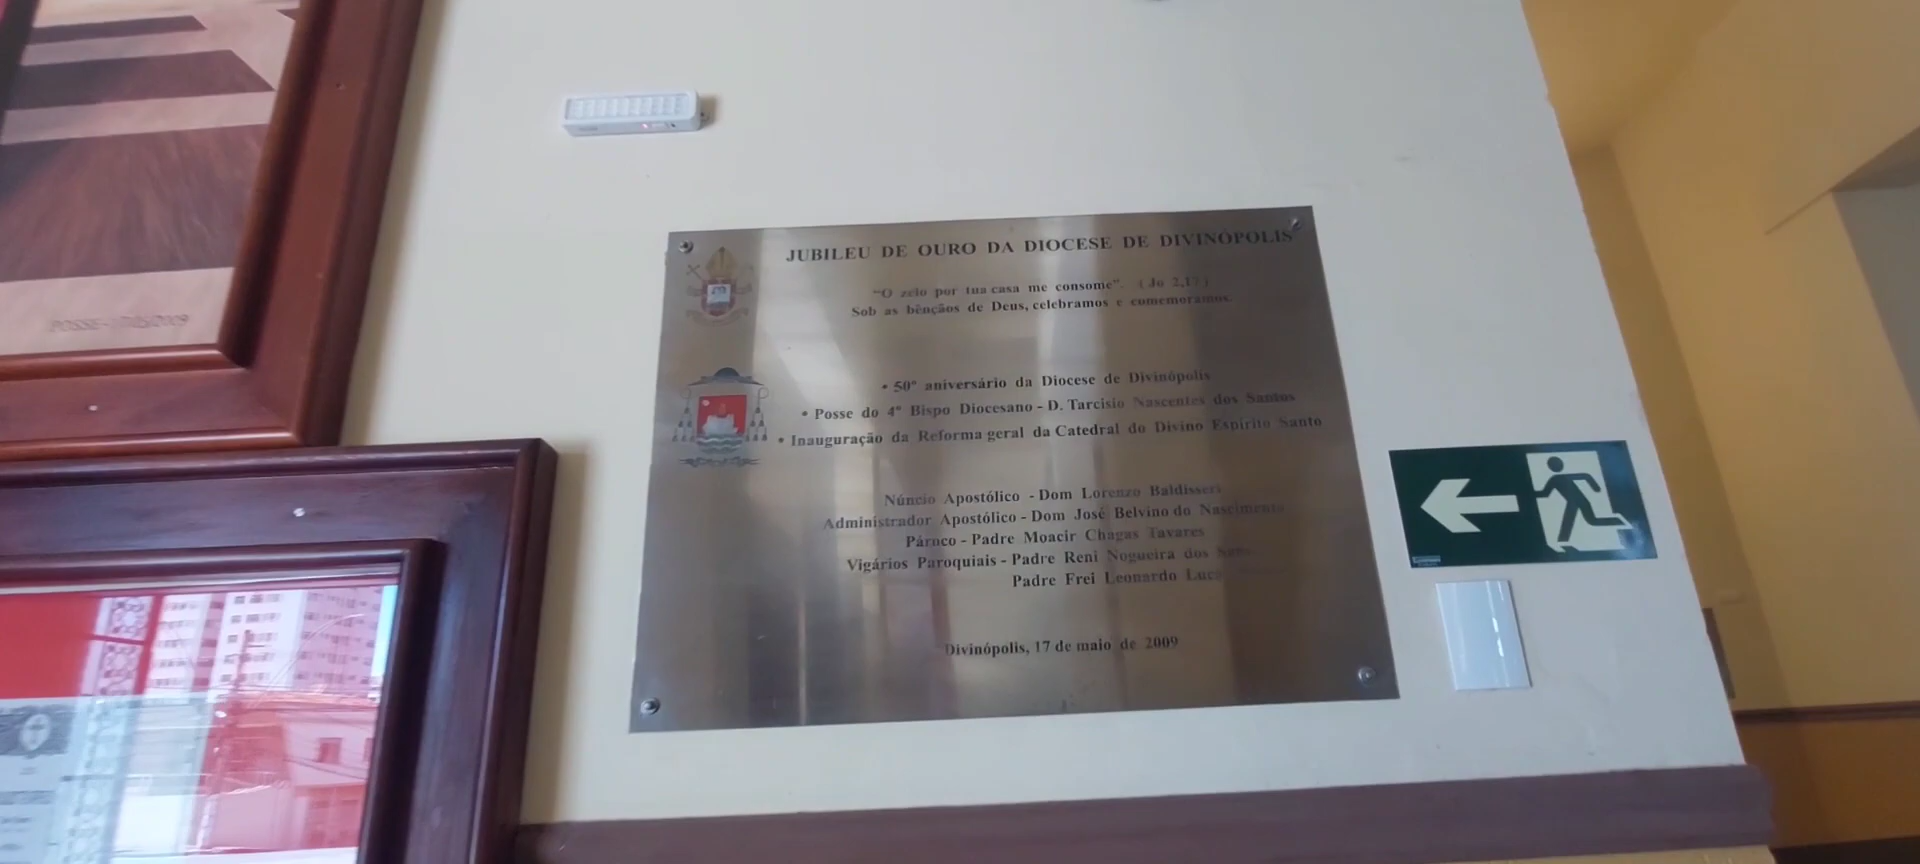 POSSE - 17/05/2009
JUBILEU DE OURO DA DIOCESE DE DIVINÓPOLIS
"O zelo por tua casa me consome". (Jo 2,17)
Sob as bênçãos de Deus, celebramos e comemoramos.
• 50º aniversário da Diocese de Divinópolis
• Posse do 4º Bispo Diocesano - D. Tarcisio Nascentes dos Santos
• Inauguração da Reforma geral da Catedral do Divino Espírito Santo
Núncio Apostólico - Dom Lorenzo Baldisseri
Administrador Apostólico - Dom José Belvino do Nascimento
Pároco - Padre Moacir Chagas Tavares
Vigários Paroquiais - Padre Reni Nogueira dos
Padre Frei Leonardo
Divinópolis, 17 de maio de 2009